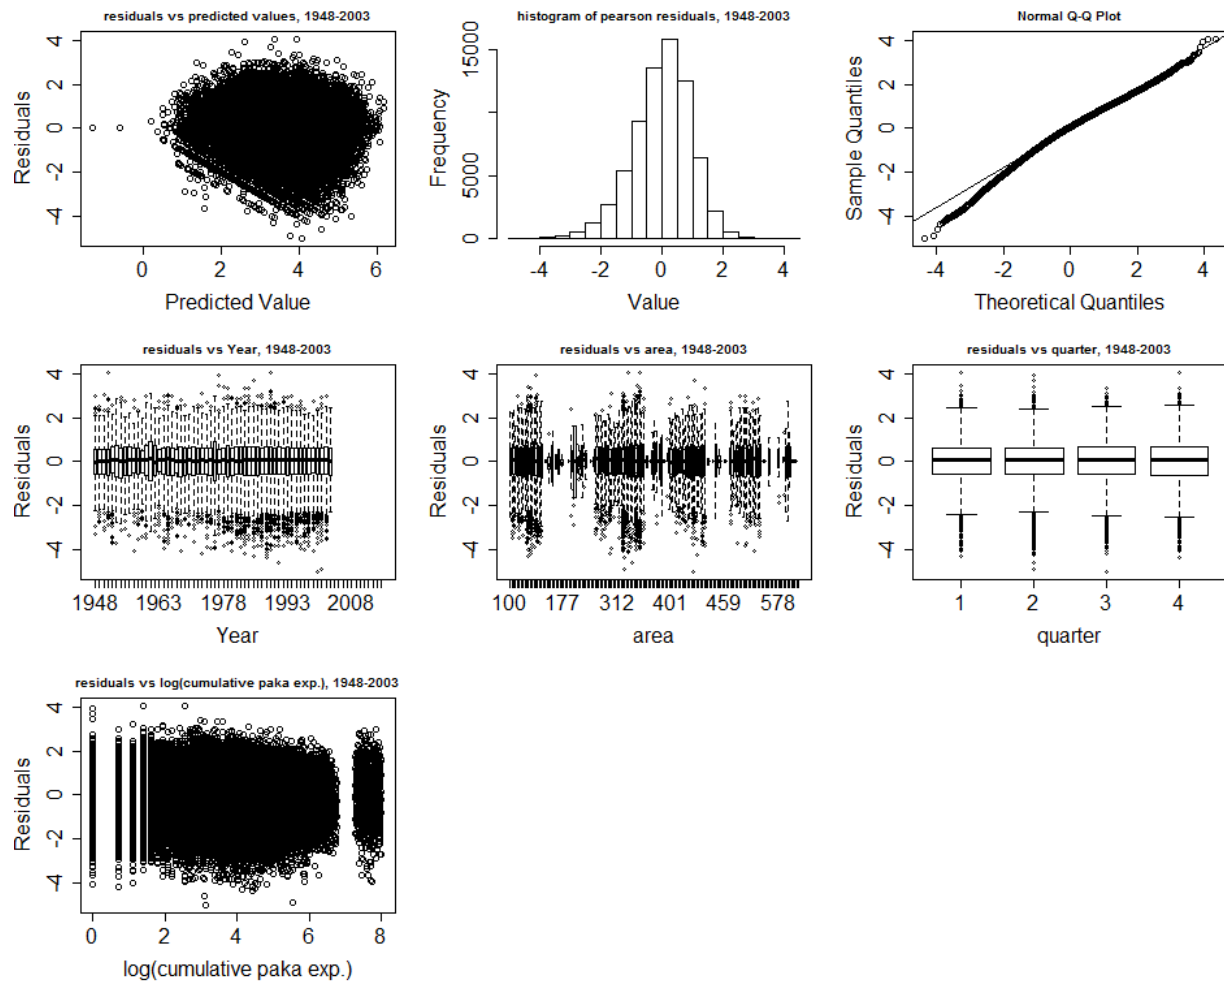 residuals vs predicted values, 1948-2003
Residuals
-4 -2 0 2 4
0 2 4 6
Predicted Value
histogram of pearson residuals, 1948-2003
Frequency
0 5000 15000
-4 -2 0 2 4
Value
Normal Q-Q Plot
Sample Quantiles
-4 -2 0 2 4
-4 -2 0 2 4
Theoretical Quantiles
residuals vs Year, 1948-2003
Residuals
-4 -2 0 2 4
1948 1963 1978 1993 2008
Year
residuals vs area, 1948-2003
Residuals
-4 -2 0 2 4
100 177 312 401 459 578
area
residuals vs quarter, 1948-2003
Residuals
-4 -2 0 2 4
1 2 3 4
quarter
residuals vs log(cumulative paka exp.), 1948-2003
Residuals
-4 -2 0 2 4
0 2 4 6 8
log(cumulative paka exp.)